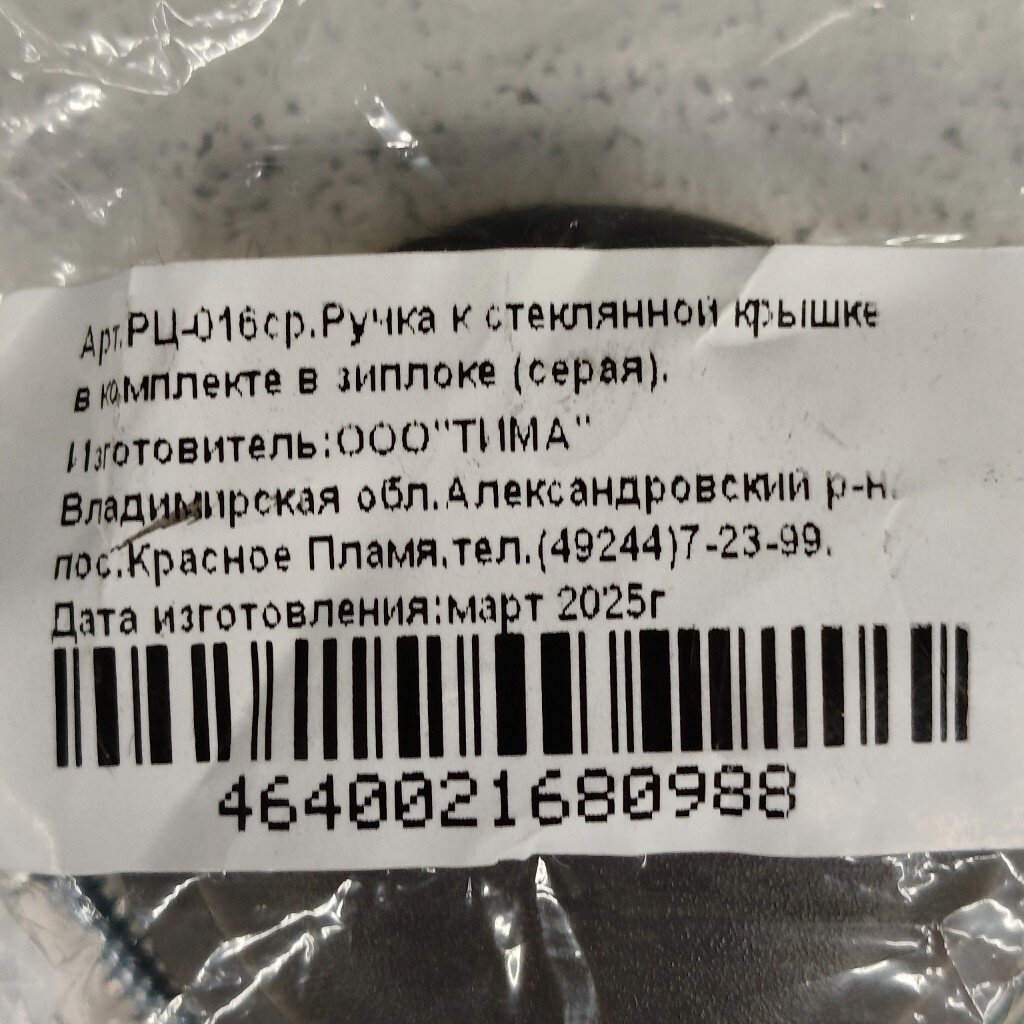 Арт.РЦ-016ср.Ручка к стеклянной крышке
в комплекте в зиплоке (серая).
Изготовитель:ООО"ТИМА"
Владимирская обл.Александровский р-н.
пос.Красное Пламя.тел.(49244)7-23-99.
Дата изготовления:март 2025г
4640021680988